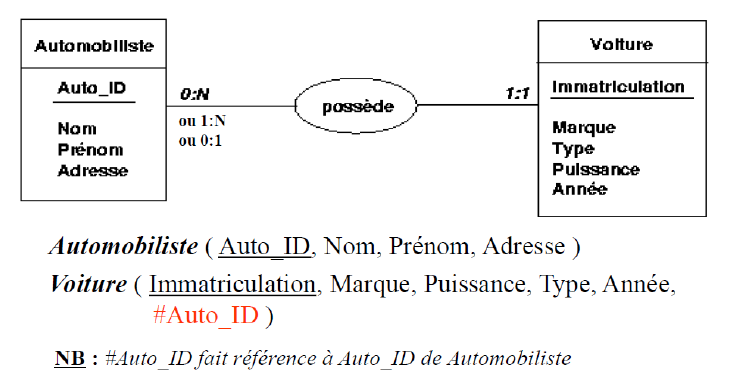 Automobiliste
Auto_ID
Nom
Prénom
Adresse
0:N
ou 1:N
ou 0:1
possède
1:1
Voiture
Immatriculation
Marque
Type
Puissance
Année
Automobiliste ( Auto_ID, Nom, Prénom, Adresse )
Voiture ( Immatriculation, Marque, Puissance, Type, Année,
#Auto_ID )
NB : #Auto_ID fait référence à Auto_ID de Automobiliste